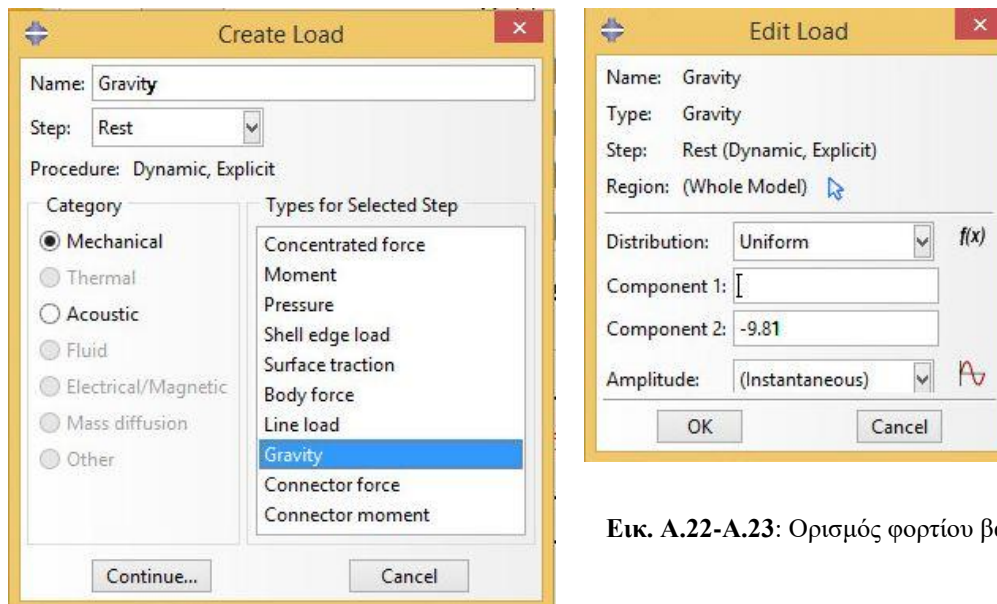 Create Load
Name: Gravity
Step: Rest
Procedure: Dynamic, Explicit
Category
Mechanical
Thermal
Acoustic
Fluid
Electrical/Magnetic
Mass diffusion
Other
Types for Selected Step
Concentrated force
Moment
Pressure
Shell edge load
Surface traction
Body force
Line load
Gravity
Connector force
Connector moment
Continue...
Cancel
Edit Load
Name: Gravity
Type: Gravity
Step: Rest (Dynamic, Explicit)
Region: (Whole Model)
Distribution: Uniform f(x)
Component 1:
Component 2: -9.81
Amplitude: (Instantaneous)
OK
Cancel
Εικ. Α.22-Α.23: Ορισμός φορτίου